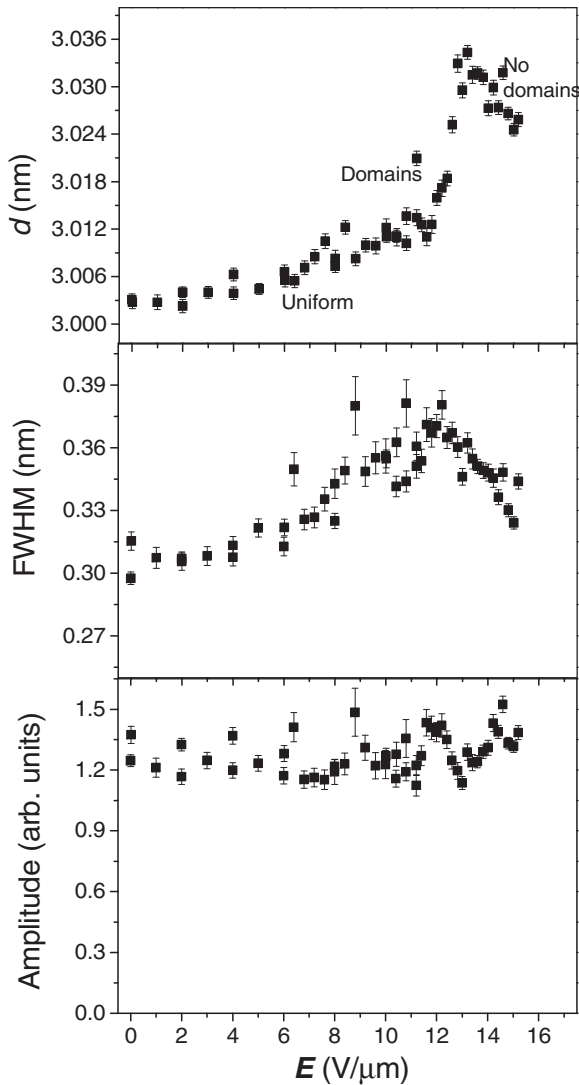 3.036
3.030
3.024
3.018
3.012
3.006
3.000
d (nm)
No
domains
Domains
Uniform
0.39
0.36
0.33
0.30
0.27
FWHM (nm)
1.5
1.2
0.9
0.6
0.3
0.0
Amplitude (arb. units)
0 2 4 6 8 10 12 14 16
E (V/μm)